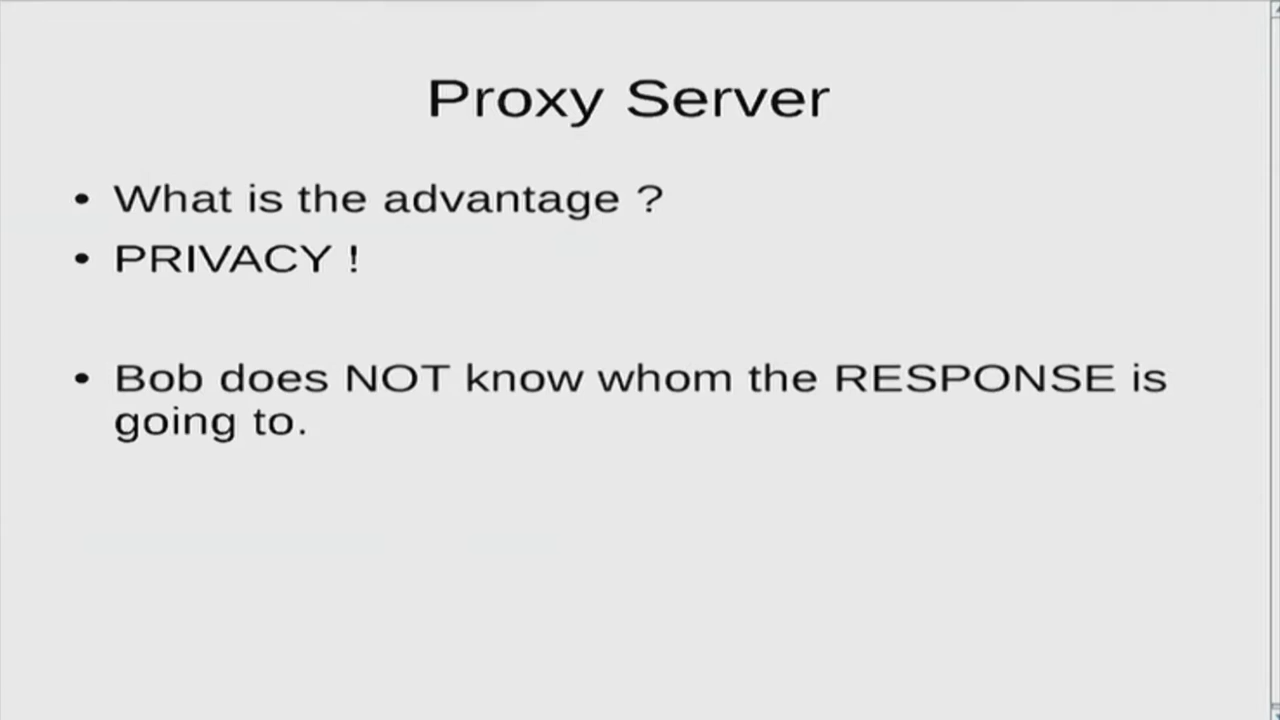 Proxy Server
• What is the advantage ?
• PRIVACY !
• Bob does NOT know whom the RESPONSE is
going to.